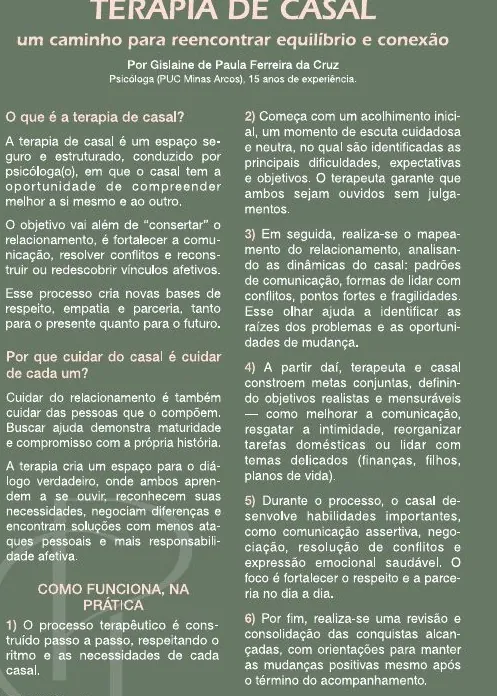 TERAPIA DE CASAL
um caminho para reencontrar equilíbrio e conexão
Por Gislaine de Paula Ferreira da Cruz
Psicóloga (PUC Minas Arcos), 15 anos de experiência.
O que é a terapia de casal?
A terapia de casal é um espaço se-
guro e estruturado, conduzido por
psicóloga(o), em que o casal tem a
oportunidade de compreender
melhor a si mesmo e ao outro.
O objetivo vai além de “consertar” o
relacionamento, é fortalecer a comu-
nicação, resolver conflitos e recons-
truir ou redescobrir vínculos afetivos.
Esse processo cria novas bases de
respeito, empatia e parceria, tanto
para o presente quanto para o futuro.
Por que cuidar do casal é cuidar
de cada um?
Cuidar do relacionamento é também
cuidar das pessoas que o compõem.
Buscar ajuda demonstra maturidade
e compromisso com a própria história.
A terapia cria um espaço para o diá-
logo verdadeiro, onde ambos apren-
dem a se ouvir, reconhecem suas
necessidades, negociam diferenças e
encontram soluções com menos ata-
ques pessoais e mais responsabili-
dade afetiva.
COMO FUNCIONA, NA
PRÁTICA
1) O processo terapêutico é cons-
truído passo a passo, respeitando o
ritmo e as necessidades de cada
casal.
2) Começa com um acolhimento inici-
al, um momento de escuta cuidadosa
e neutra, no qual são identificadas as
principais dificuldades, expectativas
e objetivos. O terapeuta garante que
ambos sejam ouvidos sem julga-
mentos.
3) Em seguida, realiza-se o mapea-
mento do relacionamento, analisan-
do as dinâmicas do casal: padrões
de comunicação, formas de lidar com
conflitos, pontos fortes e fragilidades.
Esse olhar ajuda a identificar as
raízes dos problemas e as oportuni-
dades de mudança.
4) A partir daí, terapeuta e casal
constroem metas conjuntas, definin-
do objetivos realistas e mensuráveis
— como melhorar a comunicação,
resgatar a intimidade, reorganizar
tarefas domésticas ou lidar com
temas delicados (finanças, filhos,
planos de vida).
5) Durante o processo, o casal de-
senvolve habilidades importantes,
como comunicação assertiva, nego-
ciação, resolução de conflitos e
expressão emocional saudável. O
foco é fortalecer o respeito e a parce-
ria no dia a dia.
6) Por fim, realiza-se uma revisão e
consolidação das conquistas alcan-
çadas, com orientações para manter
as mudanças positivas mesmo após
o término do acompanhamento.